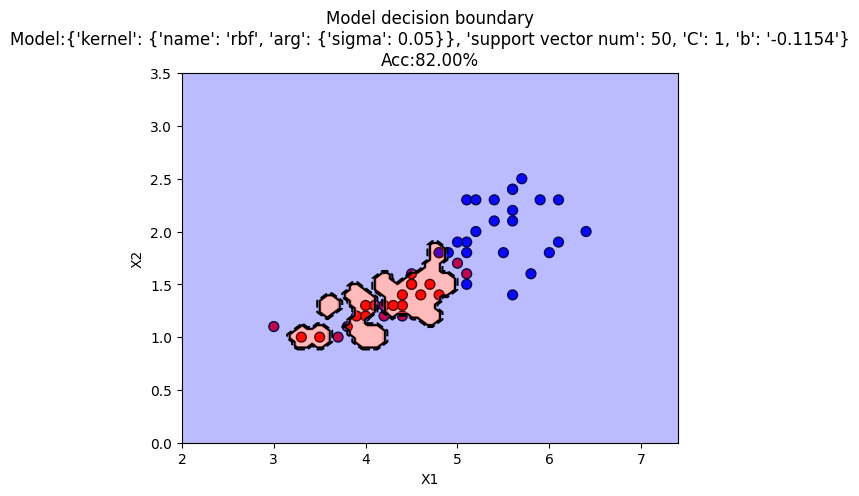 Model decision boundary
Model:{'kernel': {'name': 'rbf', 'arg': {'sigma': 0.05}}, 'support vector num': 50, 'C': 1, 'b': '-0.1154'}
Acc:82.00%
3.5
3.0
2.5
2.0
1.5
1.0
0.5
0.0
X2
2 3 4 5 6 7
X1